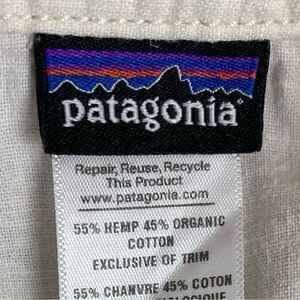 patagonia®
Repair, Reuse, Recycle
This Product
www.patagonia.com
55% HEMP 45% ORGANIC
COTTON
EXCLUSIVE OF TRIM
55% CHANVRE 45% COTON